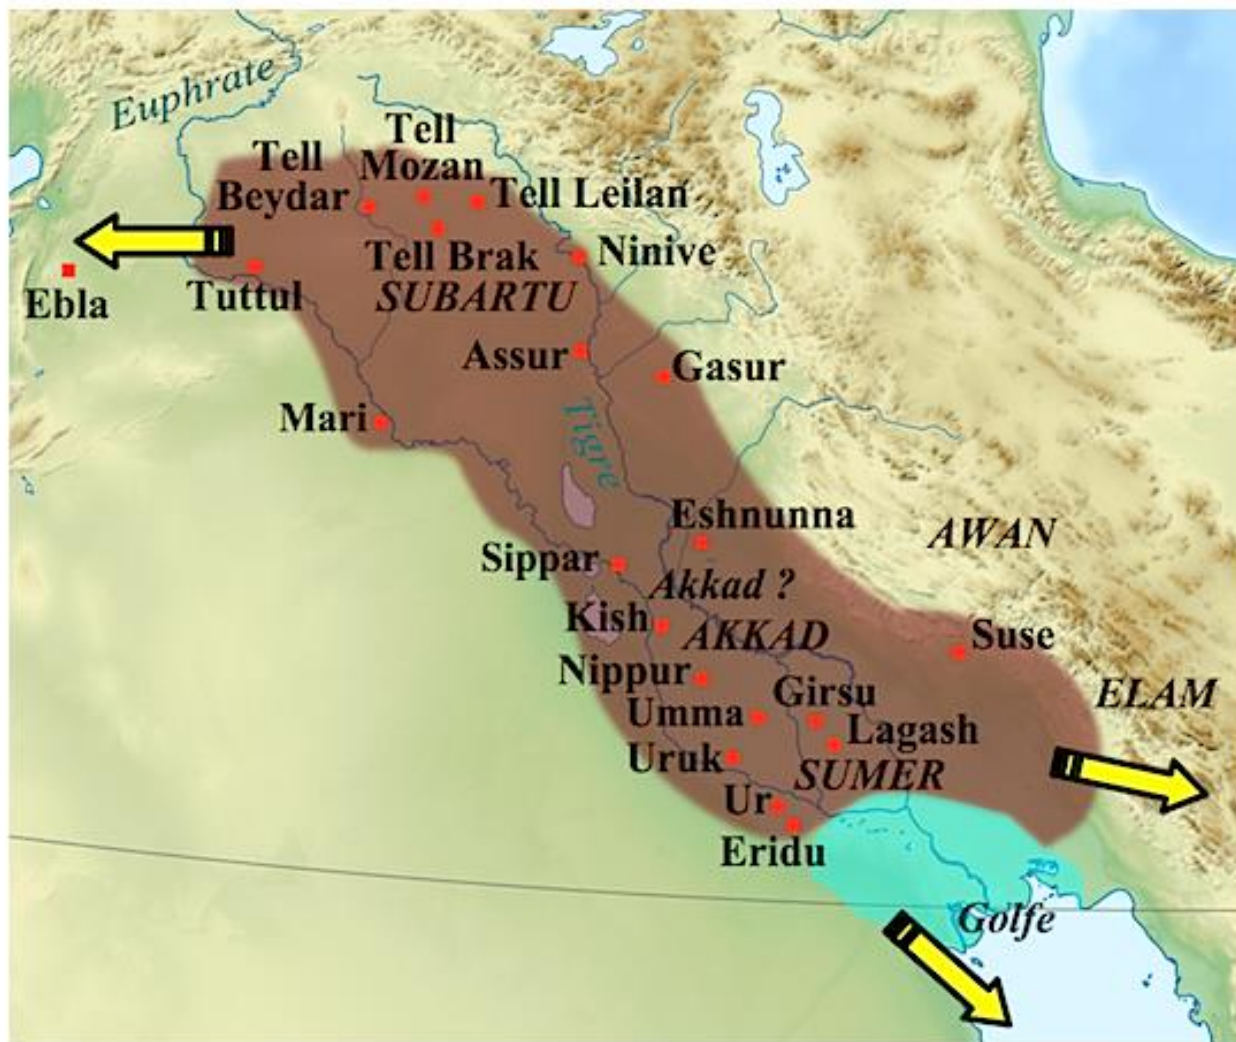 Euphrate
Tell
Mozan
Tell
Beydar
Tell Leilan
Tell Brak
Ninive
SUBARTU
Tuttul
Ebla
Assur
Gasur
Mari
Tigre
Eshnunna
AWAN
Sippar
Akkad ?
Kish
AKKAD
Suse
Nippur
Girsu
ELAM
Umma
Lagash
Uruk
SUMER
Ur
Eridu
Golfe